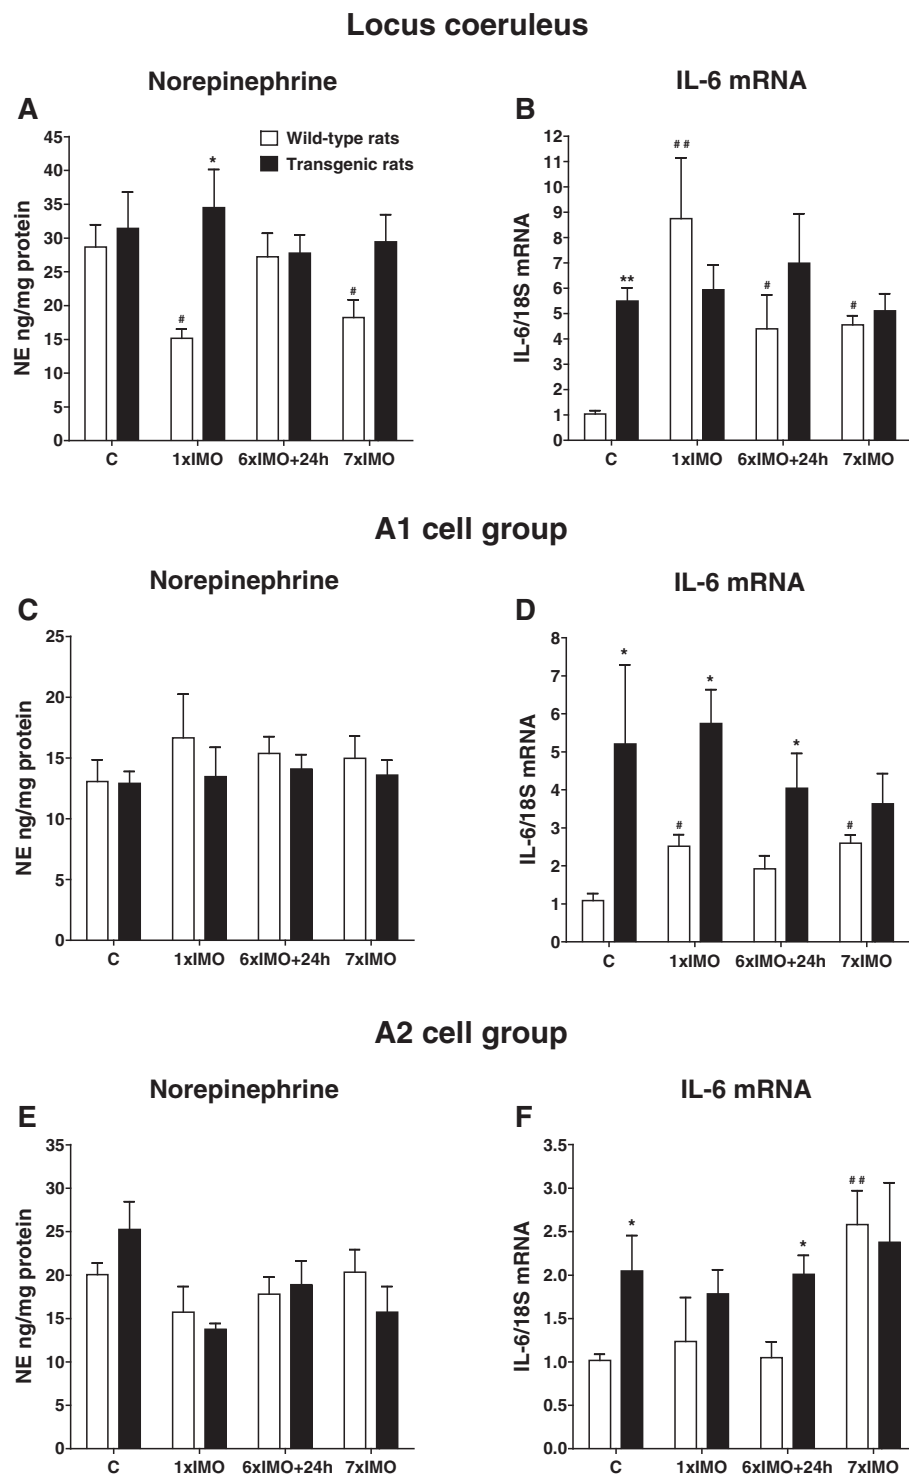 Locus coeruleus
Norepinephrine
IL-6 mRNA
A
B
Wild-type rats
Transgenic rats
NE ng/mg protein
45
40
35
30
25
20
15
10
5
0
*
#
#
C 1xIMO 6xIMO+24h 7xIMO
IL-6/18S mRNA
12
11
10
9
8
7
6
5
4
3
2
1
0
**
##
#
#
C 1xIMO 6xIMO+24h 7xIMO
A1 cell group
Norepinephrine
IL-6 mRNA
C
D
NE ng/mg protein
25
20
15
10
5
0
C 1xIMO 6xIMO+24h 7xIMO
IL-6/18S mRNA
8
7
6
5
4
3
2
1
0
*
#
*
*
#
C 1xIMO 6xIMO+24h 7xIMO
A2 cell group
Norepinephrine
IL-6 mRNA
E
F
NE ng/mg protein
35
30
25
20
15
10
5
0
C 1xIMO 6xIMO+24h 7xIMO
IL-6/18S mRNA
3.5
3.0
2.5
2.0
1.5
1.0
0.5
0.0
*
*
##
C 1xIMO 6xIMO+24h 7xIMO